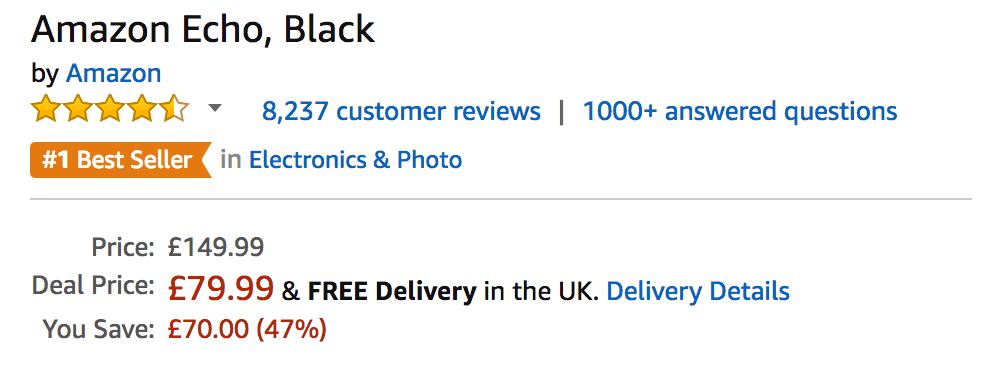 Amazon Echo, Black
by Amazon
8,237 customer reviews | 1000+ answered questions
#1 Best Seller in Electronics & Photo
Price: £149.99
Deal Price: £79.99 & FREE Delivery in the UK. Delivery Details
You Save: £70.00 (47%)